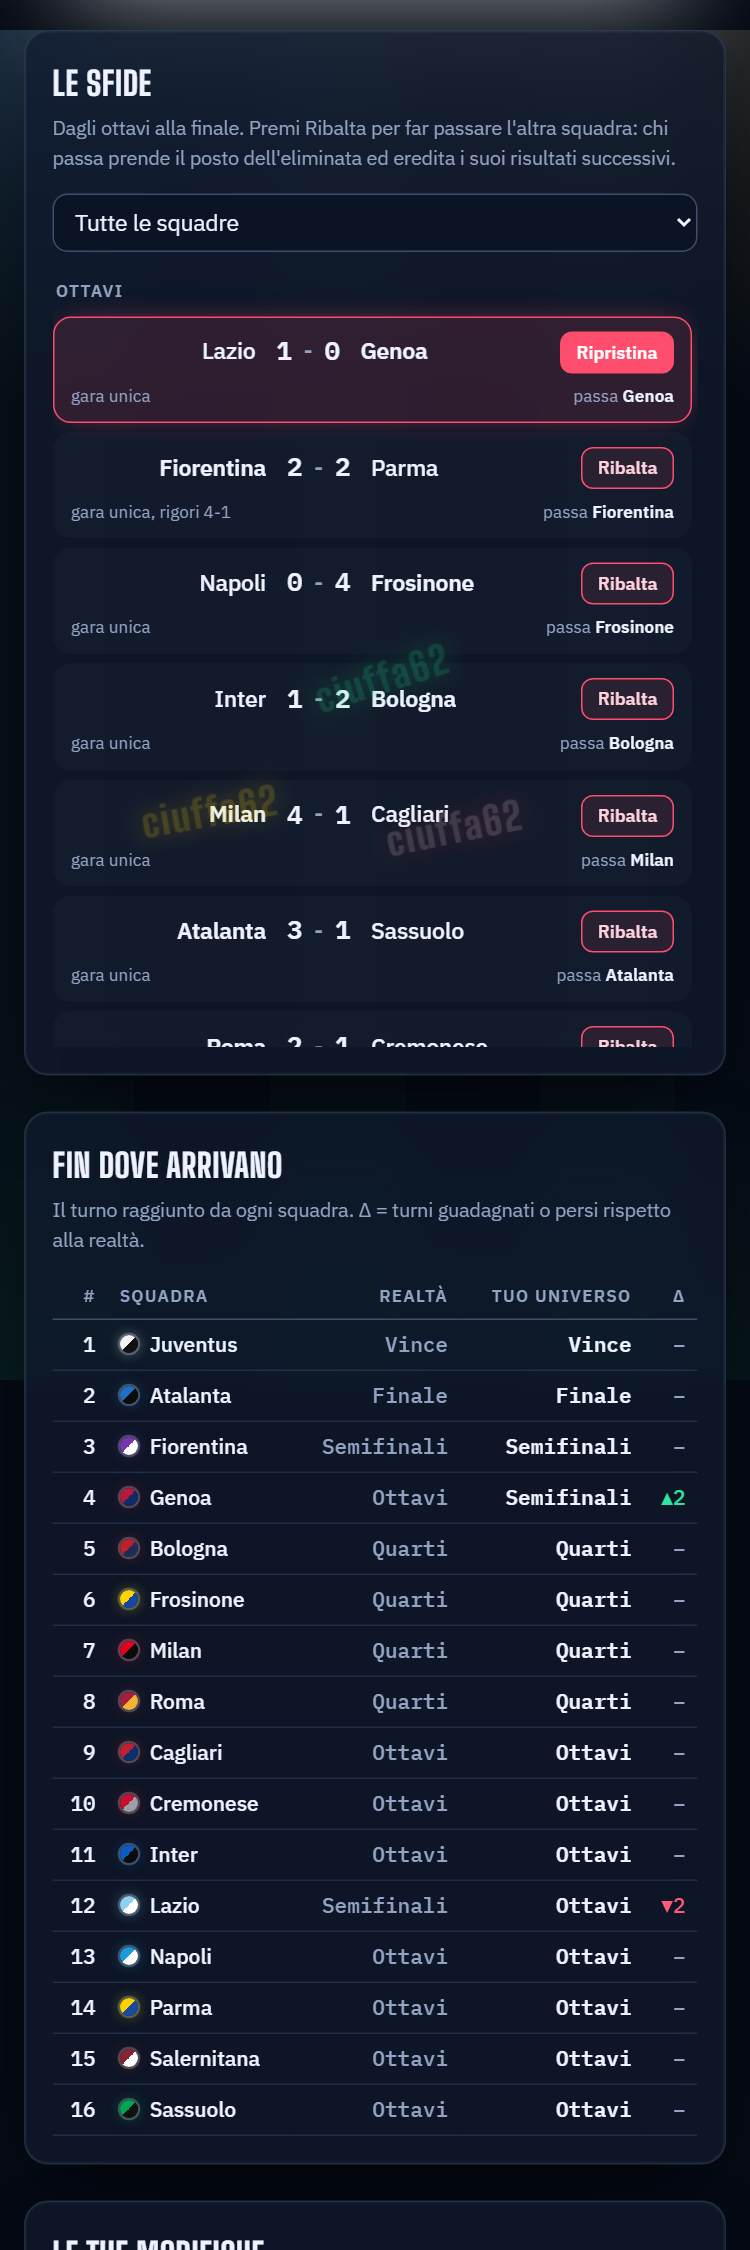 LE SFIDE
Dagli ottavi alla finale. Premi Ribalta per far passare l'altra squadra: chi
passa prende il posto dell'eliminata ed eredita i suoi risultati successivi.
Tutte le squadre
OTTAVI
Lazio 1 - 0 Genoa Ripristina
gara unica passa Genoa
Fiorentina 2 - 2 Parma Ribalta
gara unica, rigori 4-1 passa Fiorentina
Napoli 0 - 4 Frosinone Ribalta
gara unica passa Frosinone
ciuffa62
Inter 1 - 2 Bologna Ribalta
gara unica passa Bologna
ciuffa62
ciuffa62
Milan 4 - 1 Cagliari Ribalta
gara unica passa Milan
Atalanta 3 - 1 Sassuolo Ribalta
gara unica passa Atalanta
Roma 2 - 1 Cremonese Ribalta
FIN DOVE ARRIVANO
Il turno raggiunto da ogni squadra. Δ = turni guadagnati o persi rispetto
alla realtà.
# SQUADRA REALTÀ TUO UNIVERSO Δ
1 Juventus Vince Vince –
2 Atalanta Finale Finale –
3 Fiorentina Semifinali Semifinali –
4 Genoa Ottavi Semifinali ▲2
5 Bologna Quarti Quarti –
6 Frosinone Quarti Quarti –
7 Milan Quarti Quarti –
8 Roma Quarti Quarti –
9 Cagliari Ottavi Ottavi –
10 Cremonese Ottavi Ottavi –
11 Inter Ottavi Ottavi –
12 Lazio Semifinali Ottavi ▼2
13 Napoli Ottavi Ottavi –
14 Parma Ottavi Ottavi –
15 Salernitana Ottavi Ottavi –
16 Sassuolo Ottavi Ottavi –
LE TUE MODIFICHE